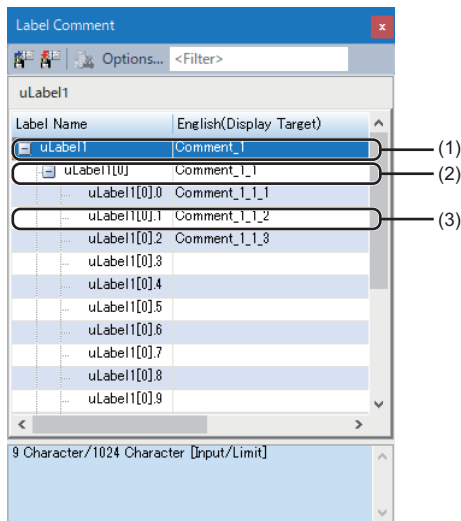 Label Comment
Options... <Filter>
uLabel1
Label Name English(Display Target)
uLabel1 Comment_1 (1)
uLabel1[0] Comment_1_1 (2)
uLabel1[0].0 Comment_1_1_1
uLabel1[0].1 Comment_1_1_2 (3)
uLabel1[0].2 Comment_1_1_3
uLabel1[0].3
uLabel1[0].4
uLabel1[0].5
uLabel1[0].6
uLabel1[0].7
uLabel1[0].8
uLabel1[0].9
9 Character/1024 Character [Input/Limit]